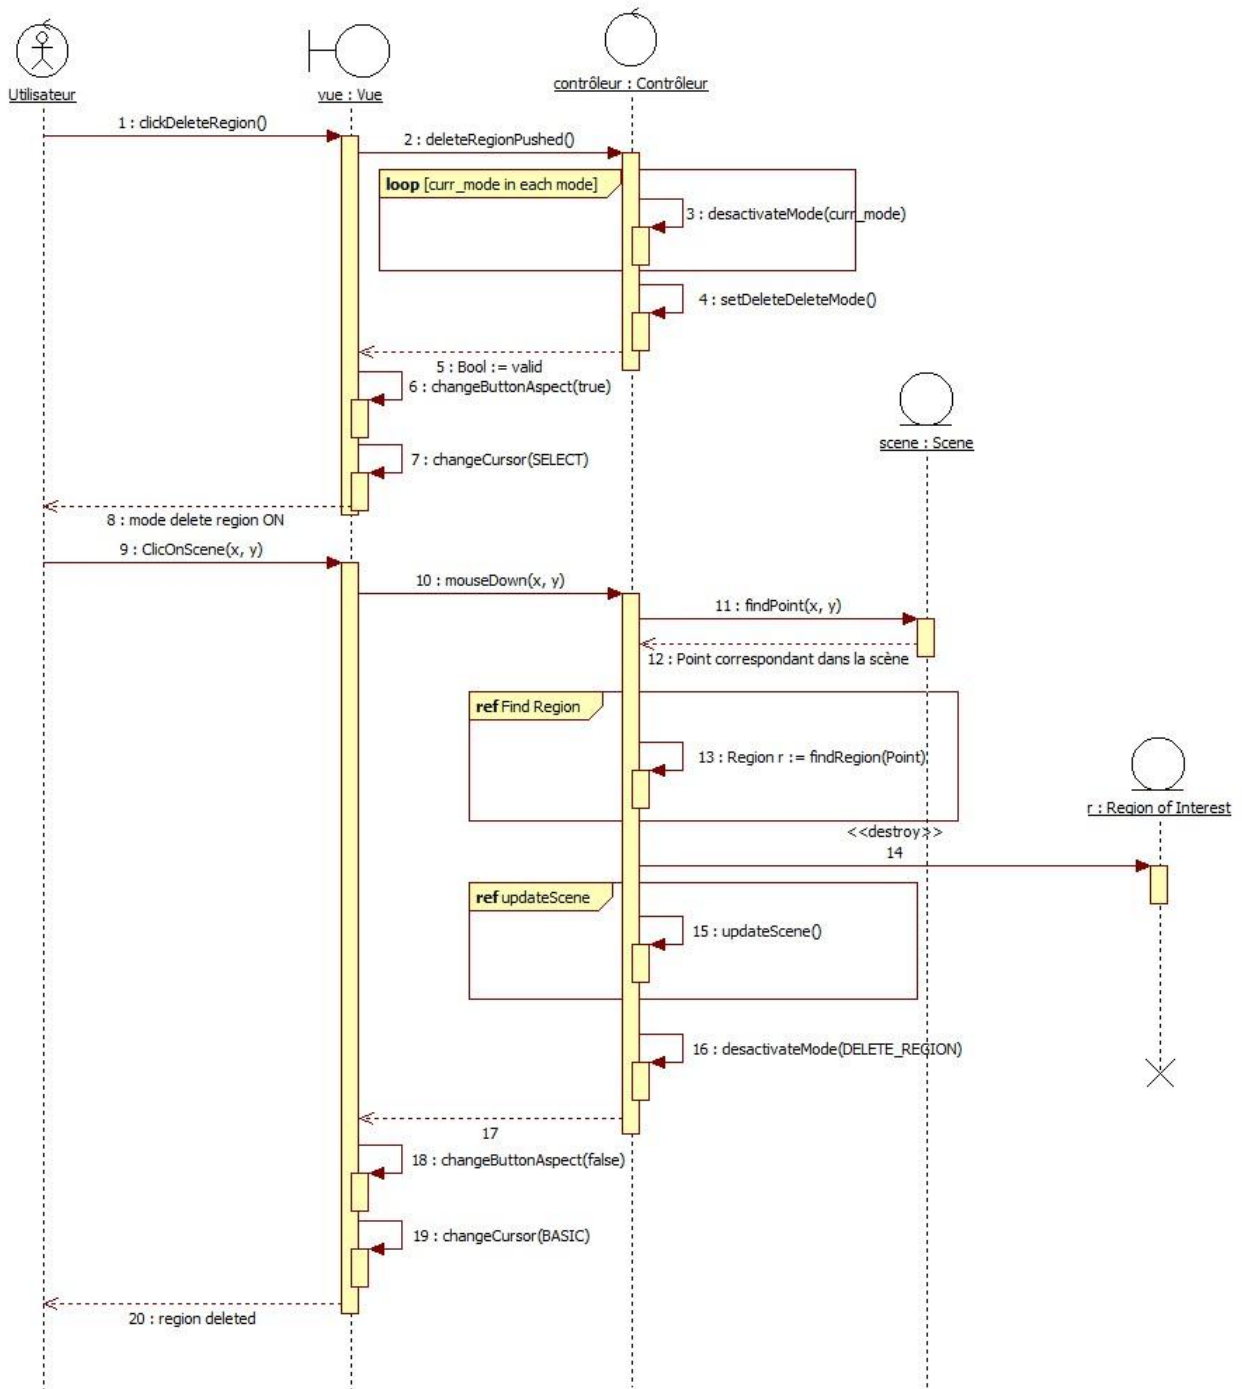 Utilisateur
vue : Vue
contrôleur : Contrôleur
1 : clickDeleteRegion()
2 : deleteRegionPushed()
loop [curr_mode in each mode]
3 : desactivateMode(curr_mode)
4 : setDeleteDeleteMode()
5 : Bool := valid
6 : changeButtonAspect(true)
scene : Scene
7 : changeCursor(SELECT)
8 : mode delete region ON
9 : ClicOnScene(x, y)
10 : mouseDown(x, y)
11 : findPoint(x, y)
12 : Point correspondant dans la scène
ref Find Region
13 : Region r := findRegion(Point)
r : Region of Interest
<<destroy>>
14
ref updateScene
15 : updateScene()
16 : desactivateMode(DELETE_REGION)
17
18 : changeButtonAspect(false)
19 : changeCursor(BASIC)
20 : region deleted